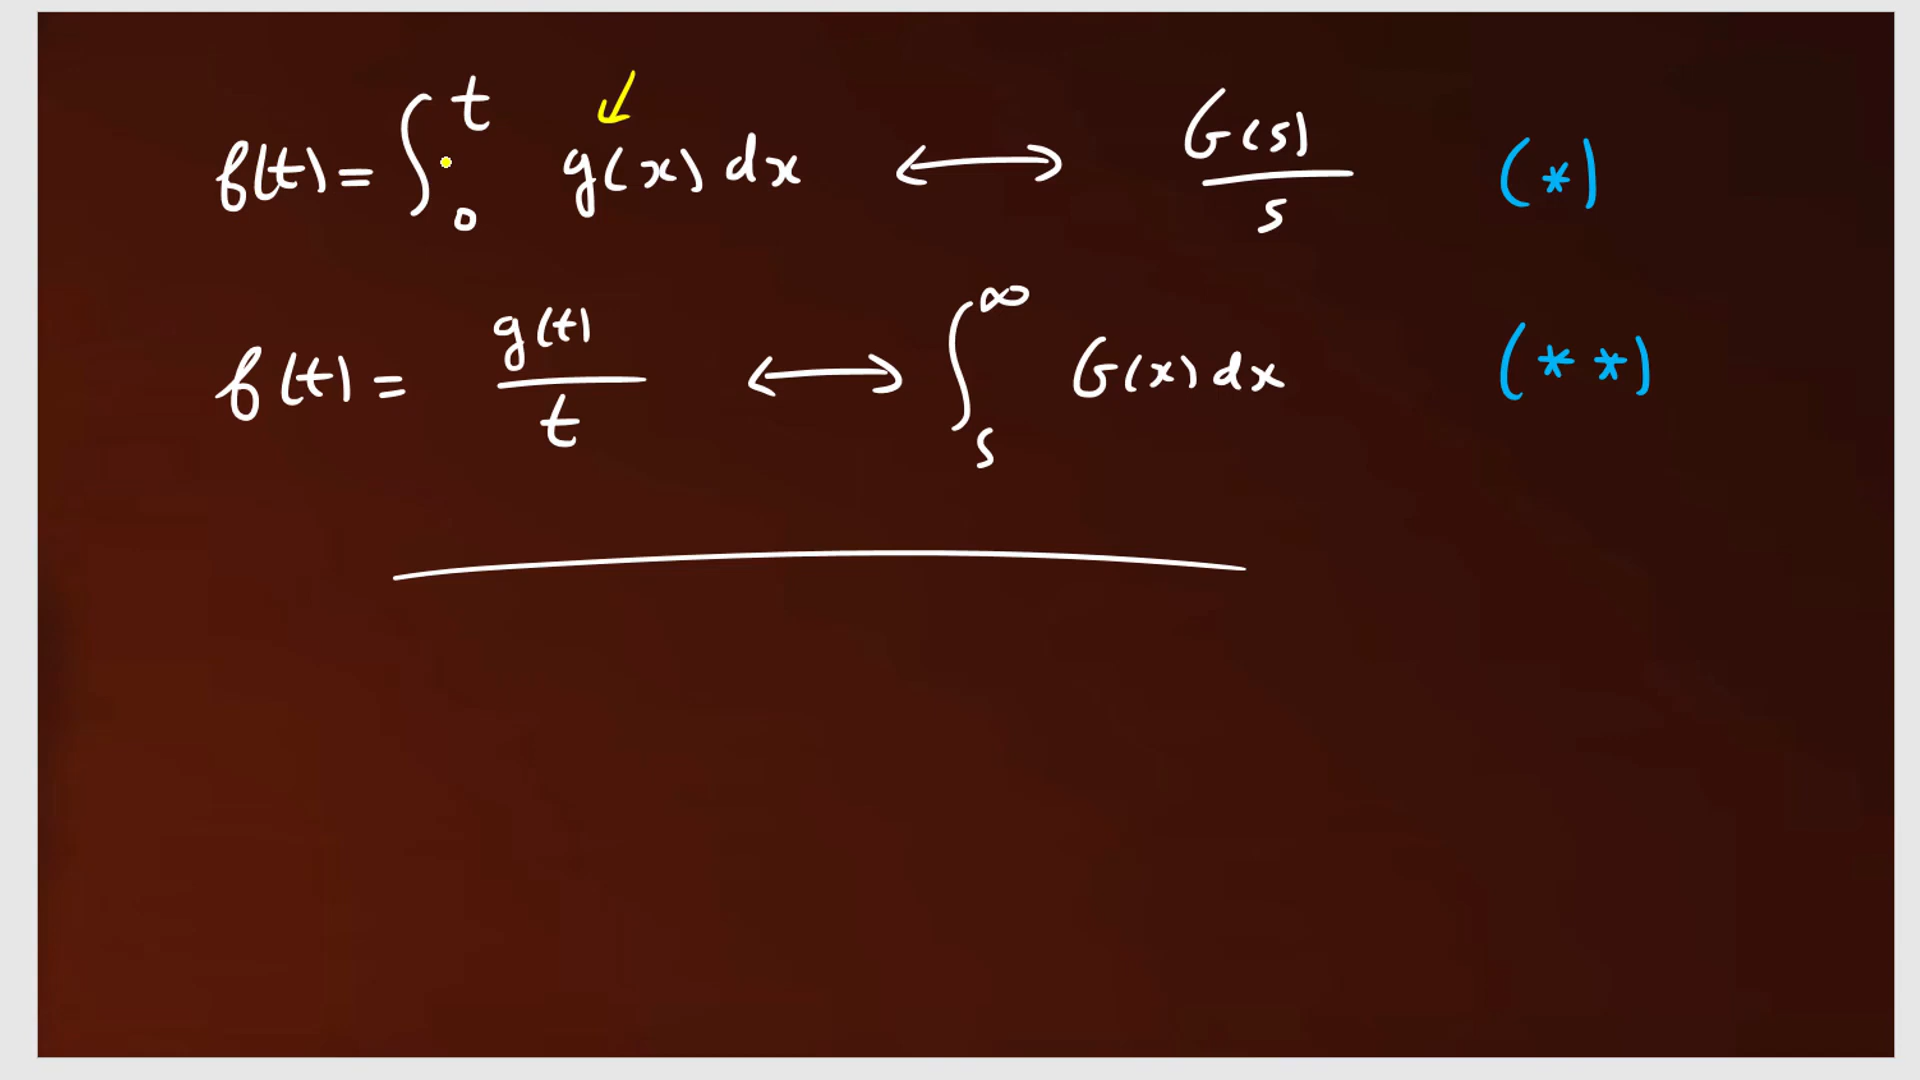 f(t) = ∫₀ᵗ g(x) dx ⟷ G(s)/s (*)
f(t) = g(t)/t ⟷ ∫ₛ^∞ G(x) dx (**)